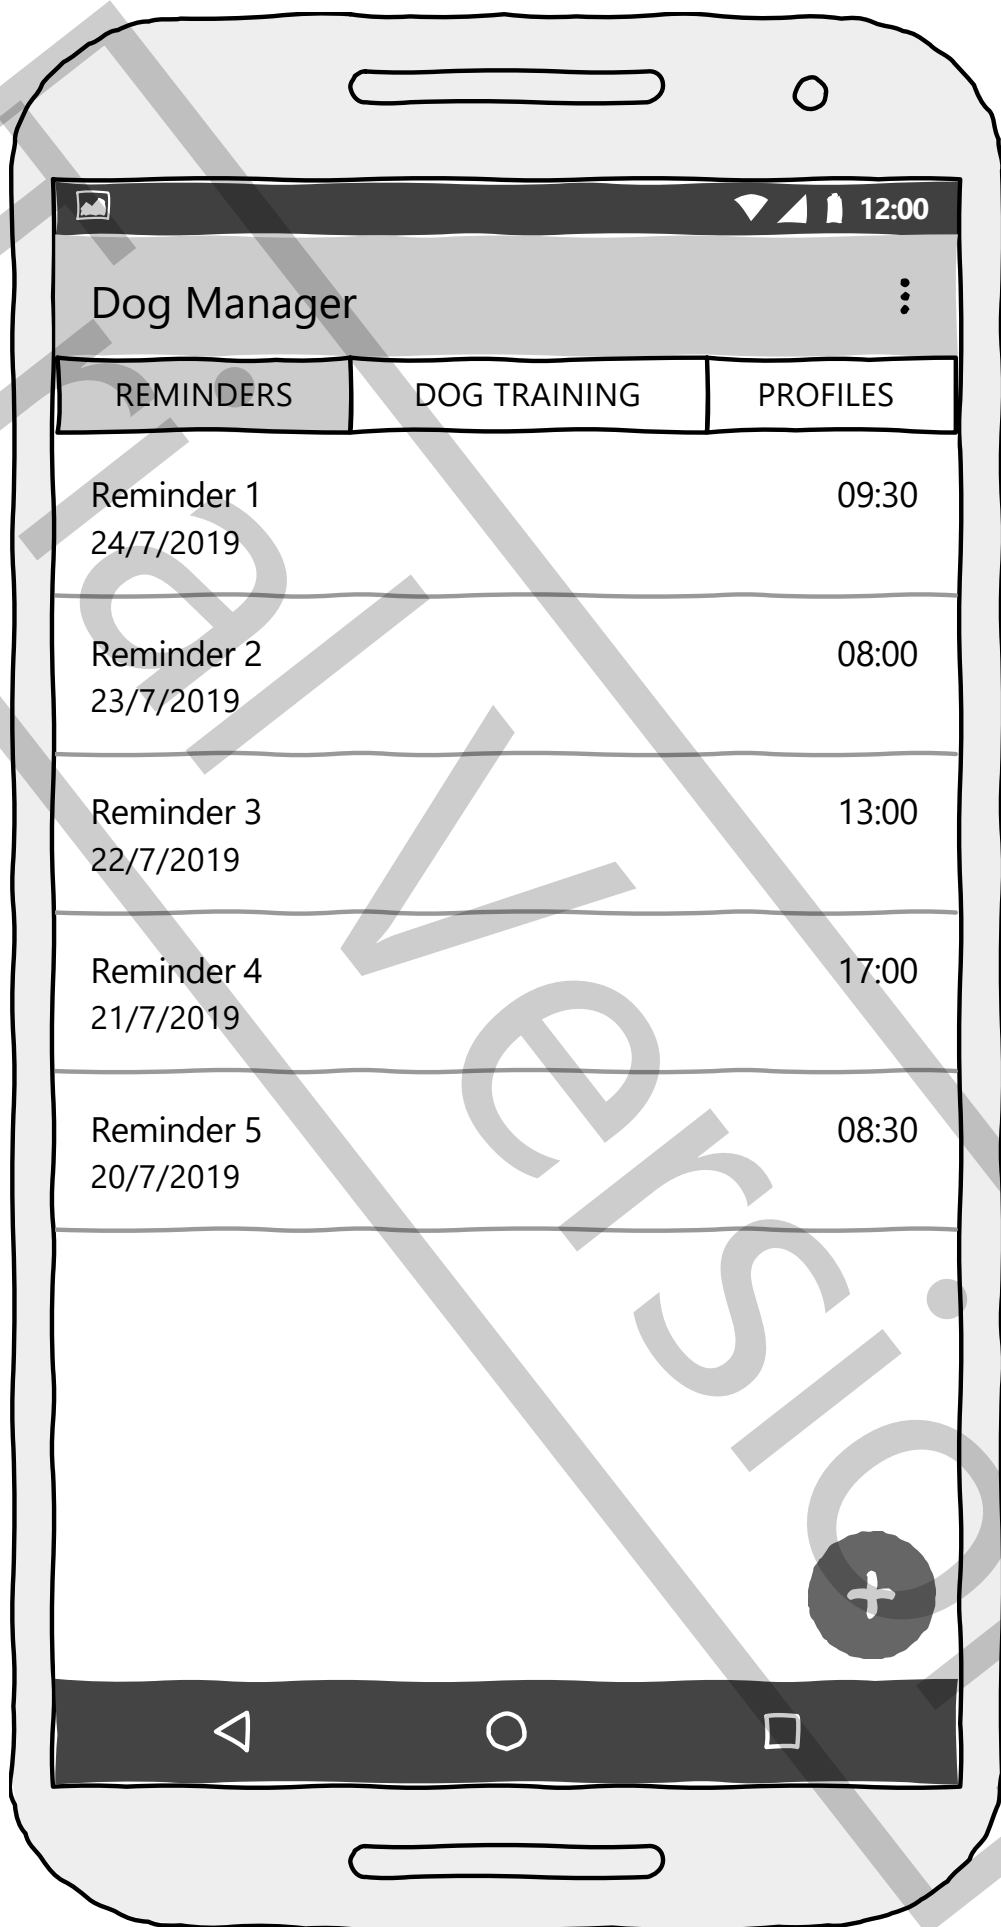 12:00
Dog Manager
REMINDERS DOG TRAINING PROFILES
Reminder 1 09:30
24/7/2019
Reminder 2 08:00
23/7/2019
Reminder 3 13:00
22/7/2019
Reminder 4 17:00
21/7/2019
Reminder 5 08:30
20/7/2019
Trial Version